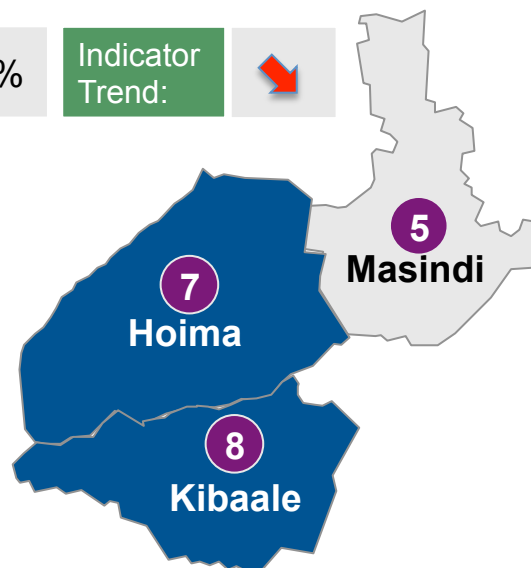 %
Indicator
Trend:
5
Masindi
7
Hoima
8
Kibaale